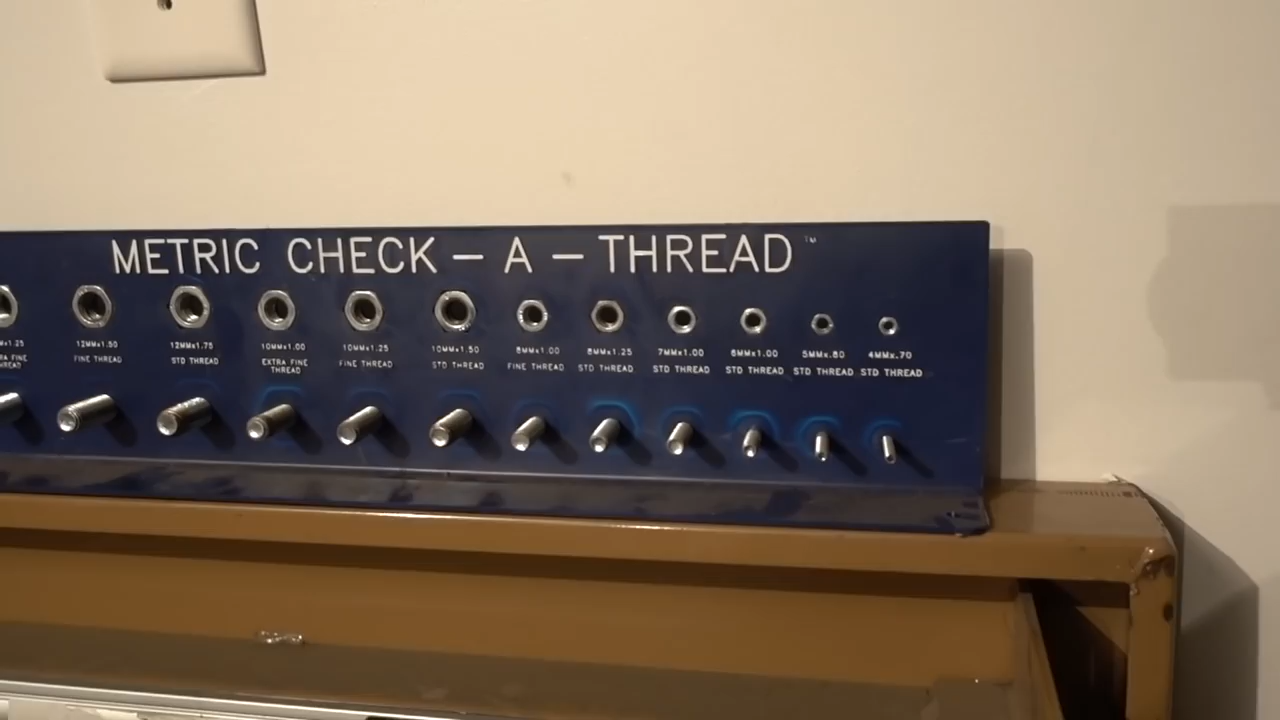 METRIC CHECK — A — THREAD™
12MMx1.50
FINE THREAD
12MMx1.75
STD THREAD
10MMx1.00
EXTRA FINE
THREAD
10MMx1.25
FINE THREAD
10MMx1.50
STD THREAD
8MMx1.00
FINE THREAD
8MMx1.25
STD THREAD
7MMx1.00
STD THREAD
6MMx1.00
STD THREAD
5MMx.80
STD THREAD
4MMx.70
STD THREAD